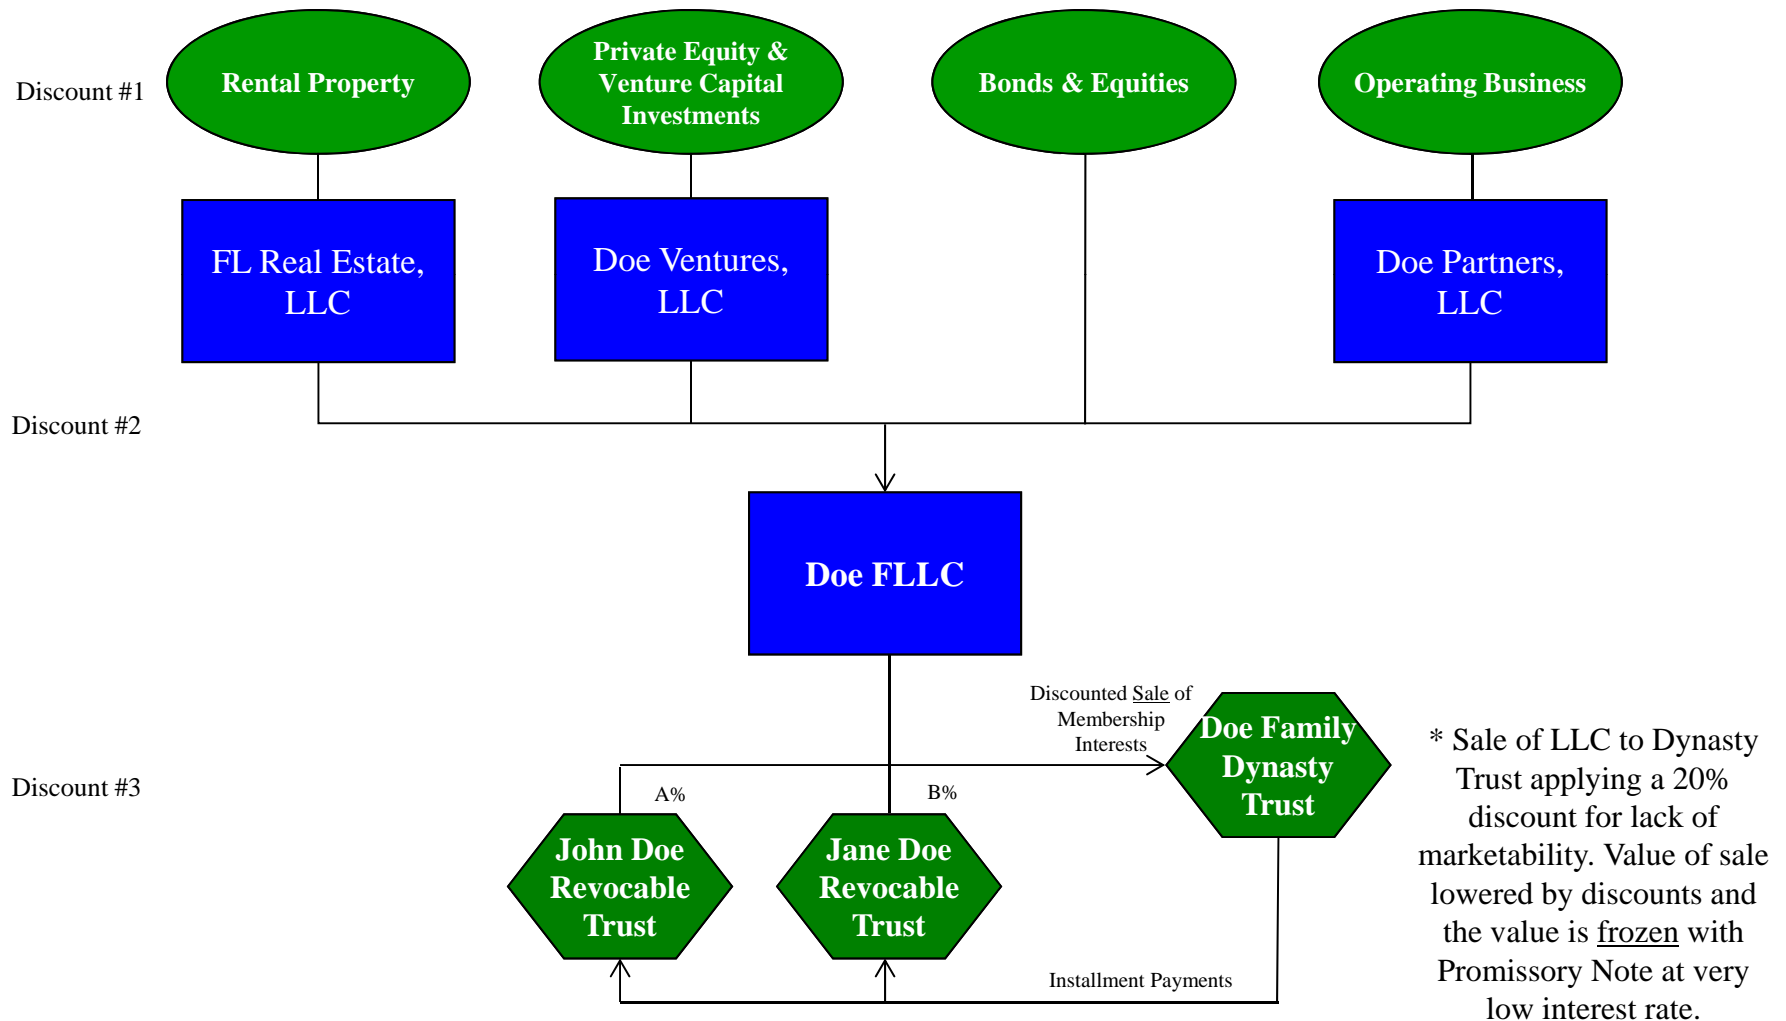 Discount #1
Rental Property
Private Equity &
Venture Capital
Investments
Bonds & Equities
Operating Business
FL Real Estate,
LLC
Doe Ventures,
LLC
Doe Partners,
LLC
Discount #2
Doe FLLC
Discounted Sale of
Membership
Interests
Doe Family
Dynasty
Trust
* Sale of LLC to Dynasty
Trust applying a 20%
discount for lack of
marketability. Value of sale
lowered by discounts and
the value is frozen with
Promissory Note at very
low interest rate.
Discount #3
A%
B%
John Doe
Revocable
Trust
Jane Doe
Revocable
Trust
Installment Payments